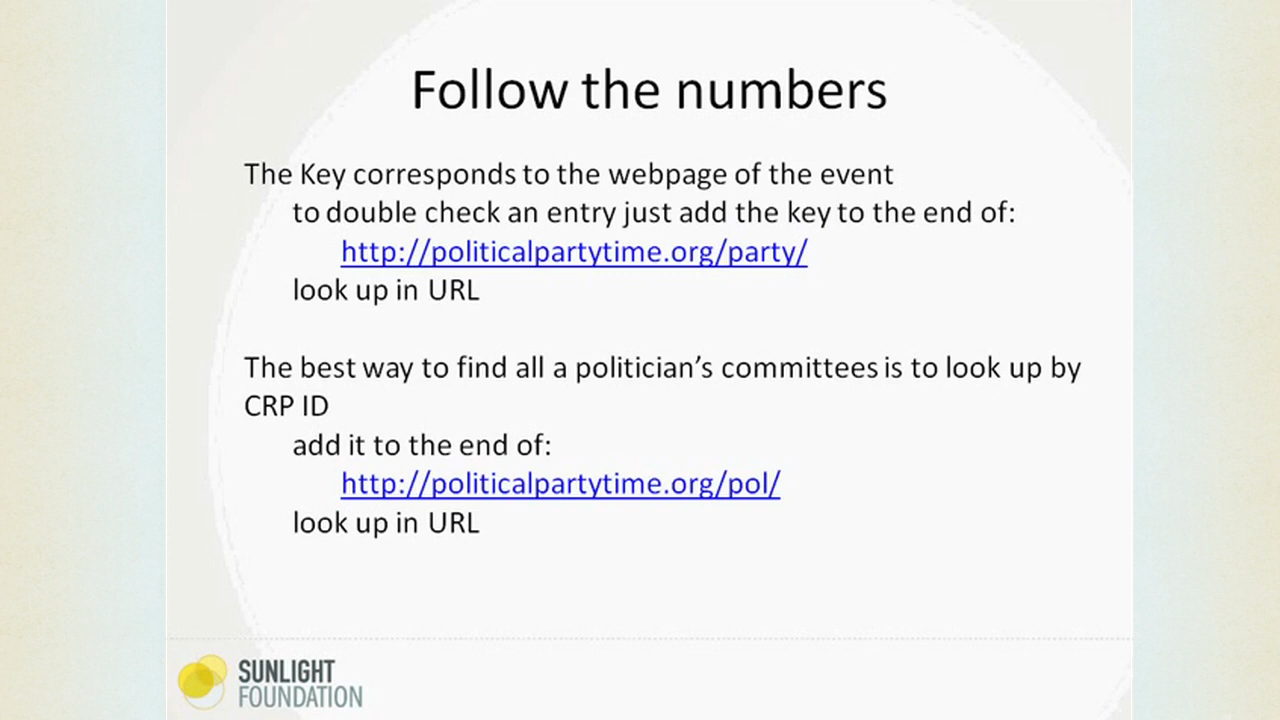 Follow the numbers
The Key corresponds to the webpage of the event
to double check an entry just add the key to the end of:
http://politicalpartytime.org/party/
look up in URL
The best way to find all a politician’s committees is to look up by
CRP ID
add it to the end of:
http://politicalpartytime.org/pol/
look up in URL
SUNLIGHT
FOUNDATION